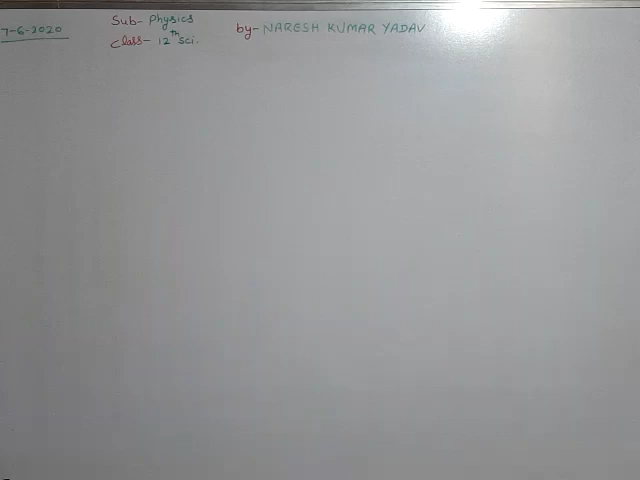 7-6-2020
Sub- Physics
Class- 12th Sci.
by- NARESH KUMAR YADAV